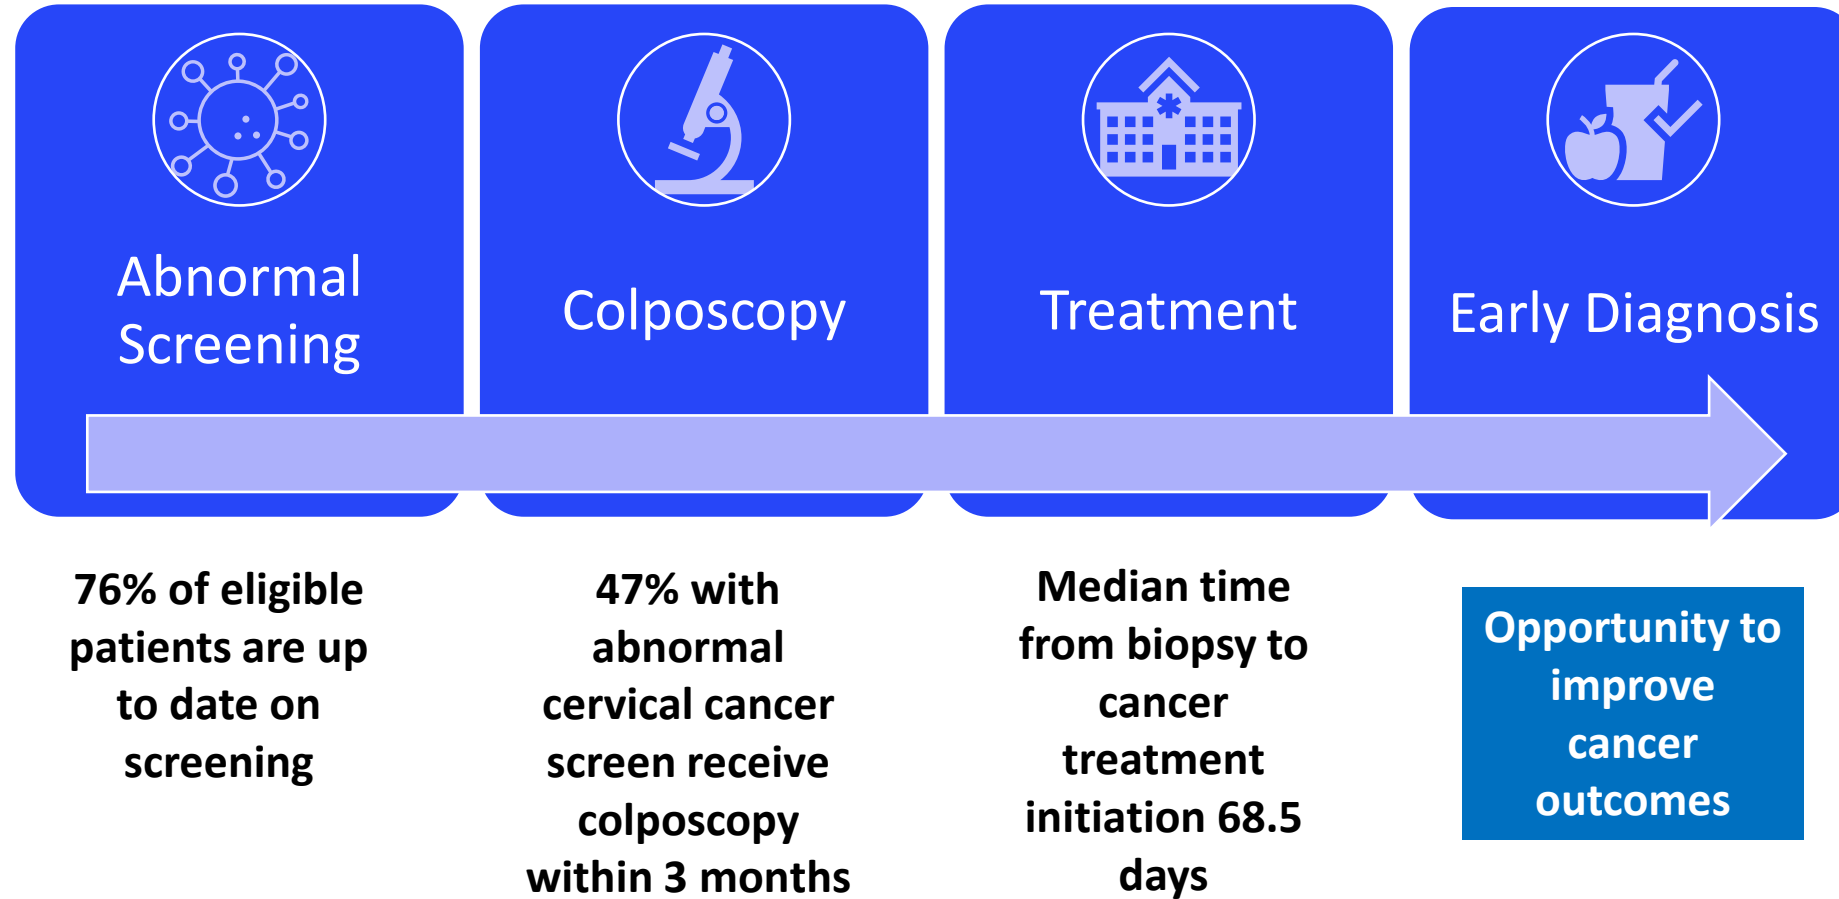 Abnormal
Screening
Colposcopy
Treatment
Early Diagnosis
76% of eligible
patients are up
to date on
screening
47% with
abnormal
cervical cancer
screen receive
colposcopy
within 3 months
Median time
from biopsy to
cancer
treatment
initiation 68.5
days
Opportunity to
improve
cancer
outcomes